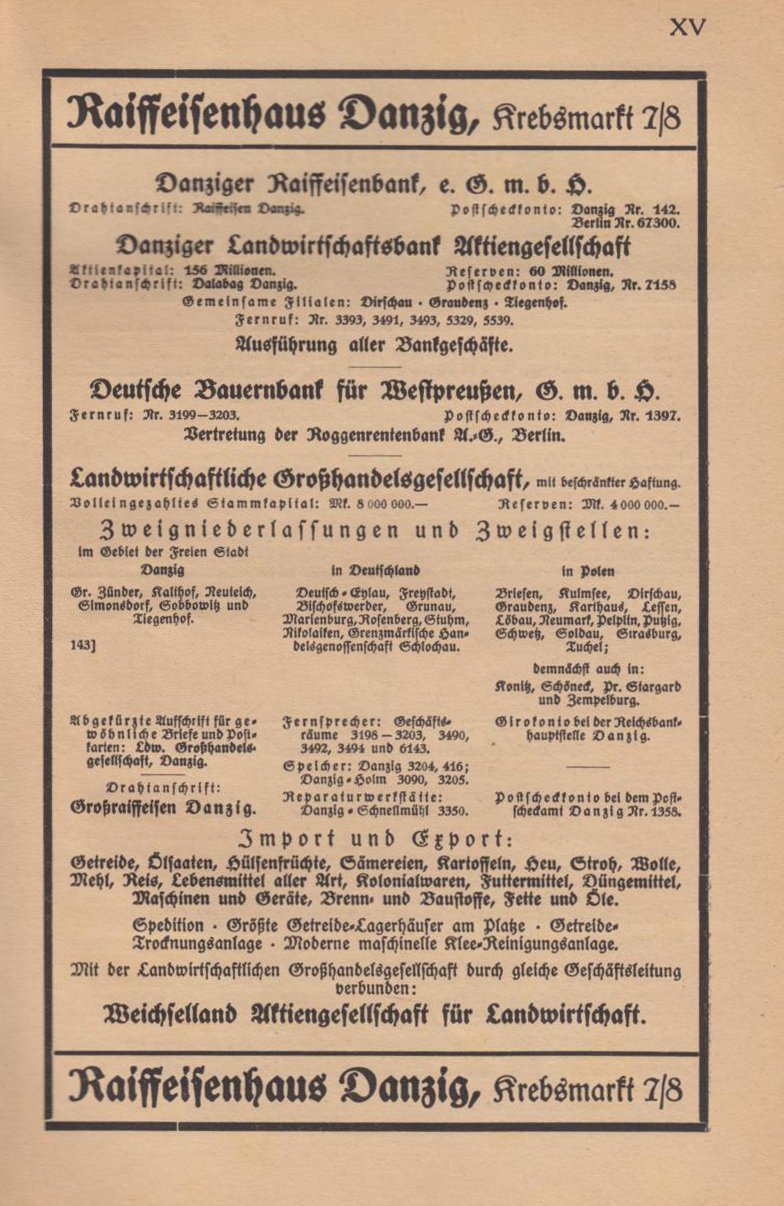 XV
Raiffeisenhaus Danzig, Krebsmarkt 7/8
Danziger Raiffeisenbank, e. G. m. b. H.
Drahtanschrift: Raiffeisen Danzig.
Postscheckkonto: Danzig Nr. 142.
Berlin Nr. 67300.
Danziger Landwirtschaftsbank Aktiengesellschaft
Aktienkapital: 156 Millionen.
Reserven: 60 Millionen.
Drahtanschrift: Dalabag Danzig.
Postscheckkonto: Danzig, Nr. 7158
Gemeinsame Filialen: Dirschau · Graudenz · Tiegenhof.
Fernruf: Nr. 3393, 3491, 3493, 5329, 5539.
Ausführung aller Bankgeschäfte.
Deutsche Bauernbank für Westpreußen, G. m. b. H.
Fernruf: Nr. 3199—3203.
Postscheckkonto: Danzig, Nr. 1397.
Vertretung der Roggenrentenbank A.-G., Berlin.
Landwirtschaftliche Großhandelsgesellschaft, mit beschränkter Haftung.
Volleingezahltes Stammkapital: Mk. 8 000 000.—
Reserven: Mk. 4 000 000.—
Zweigniederlassungen und Zweigstellen:
im Gebiet der Freien Stadt
Danzig
Gr. Zünder, Kalthof, Neuteich,
Simonsdorf, Sobbowitz und
Tiegenhof.
143]
in Deutschland
Deutsch-Eylau, Freystadt,
Bischofswerder, Grunau,
Marienburg, Rosenberg, Stuhm,
Nikolaiken, Grenzmärkische Han-
delsgenossenschaft Schlochau.
in Polen
Briesen, Kulmsee, Dirschau,
Graudenz, Karthaus, Lessen,
Löbau, Neumark, Pelplin, Putzig,
Schwetz, Soldau, Strasburg,
Tuchel;
demnächst auch in:
Konitz, Schöneck, Pr. Stargard
und Zempelburg.
Abgekürzte Aufschrift für ge-
wöhnliche Briefe und Post-
karten: Ldw. Großhandels-
gesellschaft, Danzig.
Drahtanschrift:
Großraiffeisen Danzig.
Fernsprecher: Geschäfts-
räume 3198—3203, 3490,
3492, 3494 und 6143.
Speicher: Danzig 3204, 416;
Danzig-Holm 3090, 3205.
Reparaturwerkstätte:
Danzig-Schnellmühl 3350.
Girokonto bei der Reichsbank-
hauptstelle Danzig.
Postscheckkonto bei dem Post-
scheckamt Danzig Nr. 1358.
Import und Export:
Getreide, Ölsaaten, Hülsenfrüchte, Sämereien, Kartoffeln, Heu, Stroh, Wolle,
Mehl, Reis, Lebensmittel aller Art, Kolonialwaren, Futtermittel, Düngemittel,
Maschinen und Geräte, Brenn- und Baustoffe, Fette und Öle.
Spedition · Größte Getreide-Lagerhäuser am Platze · Getreide-
Trocknungsanlage · Moderne maschinelle Klee-Reinigungsanlage.
Mit der Landwirtschaftlichen Großhandelsgesellschaft durch gleiche Geschäftsleitung
verbunden:
Weichselland Aktiengesellschaft für Landwirtschaft.
Raiffeisenhaus Danzig, Krebsmarkt 7/8